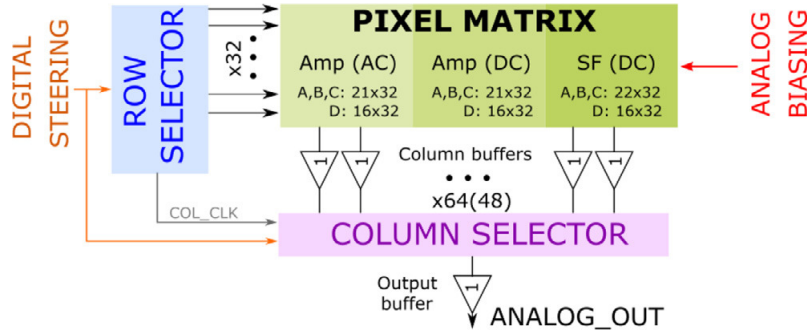 PIXEL MATRIX
DIGITAL
STEERING
ROW
SELECTOR
x32
Amp (AC)
A,B,C: 21x32
D: 16x32
Amp (DC)
A,B,C: 21x32
D: 16x32
SF (DC)
A,B,C: 22x32
D: 16x32
ANALOG
BIASING
1
1
Column buffers
x64(48)
1
1
COL_CLK
COLUMN SELECTOR
Output
buffer
1
ANALOG_OUT